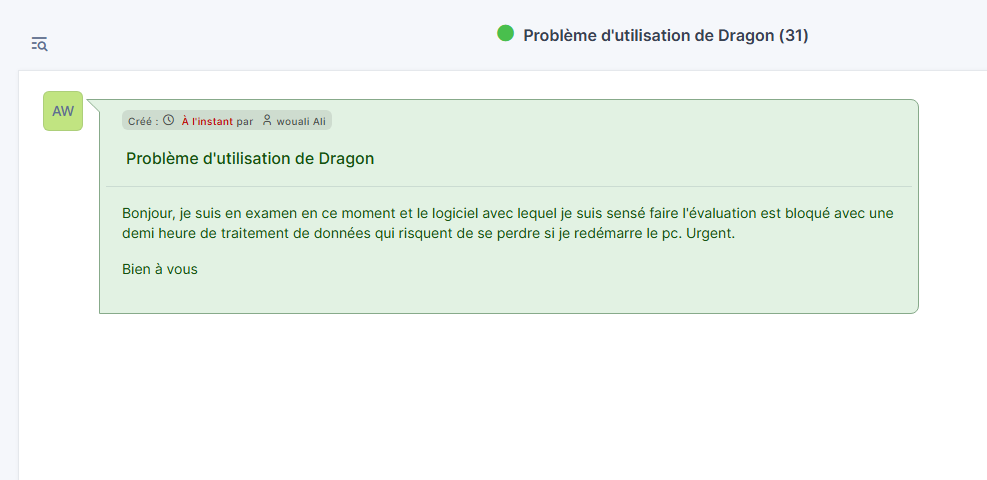 Problème d'utilisation de Dragon (31)
AW
Créé : À l'instant par wouali Ali
Problème d'utilisation de Dragon
Bonjour, je suis en examen en ce moment et le logiciel avec lequel je suis sensé faire l'évaluation est bloqué avec une
demi heure de traitement de données qui risquent de se perdre si je redémarre le pc. Urgent.
Bien à vous